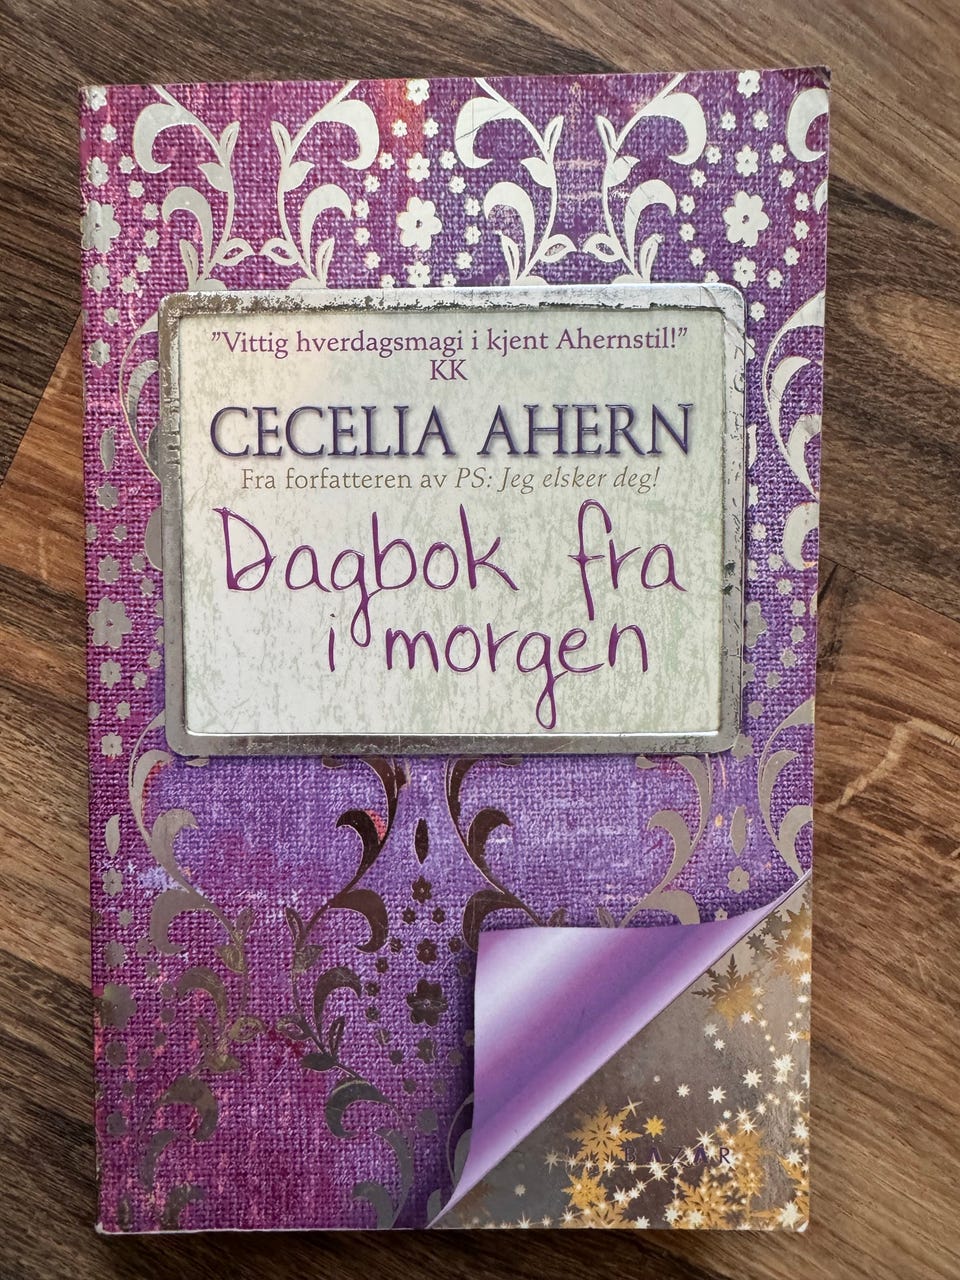 ”Vittig hverdagsmagi i kjent Ahernstil!”
KK
CECELIA AHERN
Fra forfatteren av PS: Jeg elsker deg!
Dagbok fra
i morgen
BAZAR